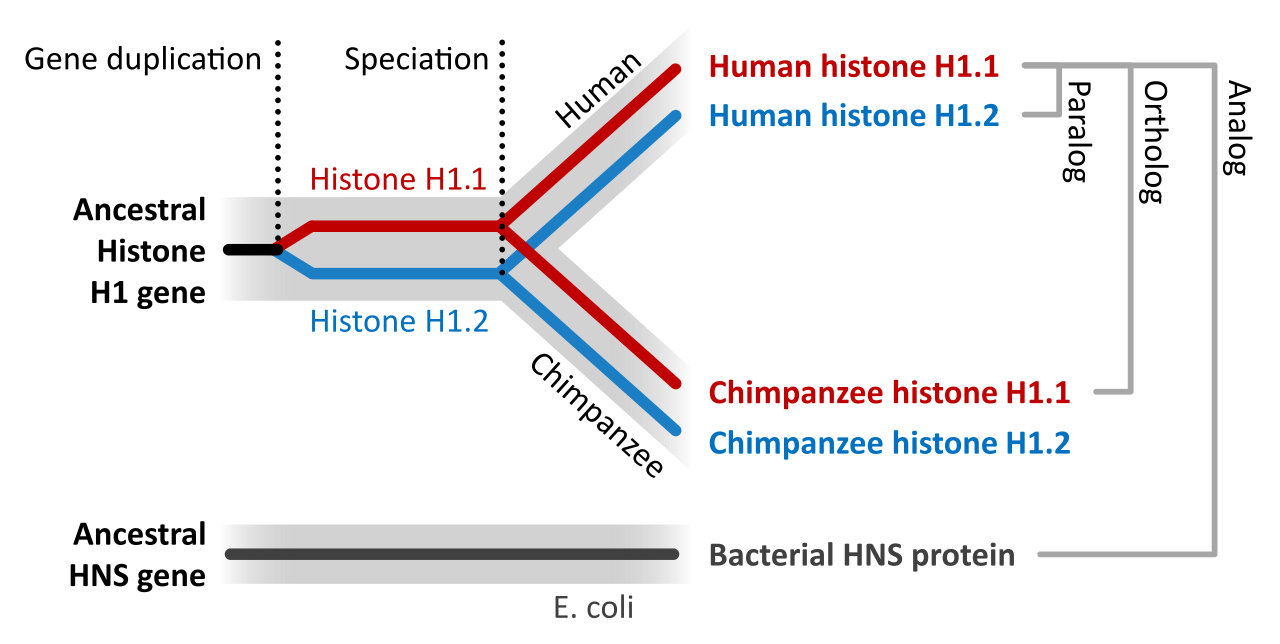 Gene duplication
Speciation
Human
Human histone H1.1
Human histone H1.2
Paralog
Ortholog
Analog
Histone H1.1
Ancestral
Histone
H1 gene
Histone H1.2
Chimpanzee
Chimpanzee histone H1.1
Chimpanzee histone H1.2
Ancestral
HNS gene
Bacterial HNS protein
E. coli